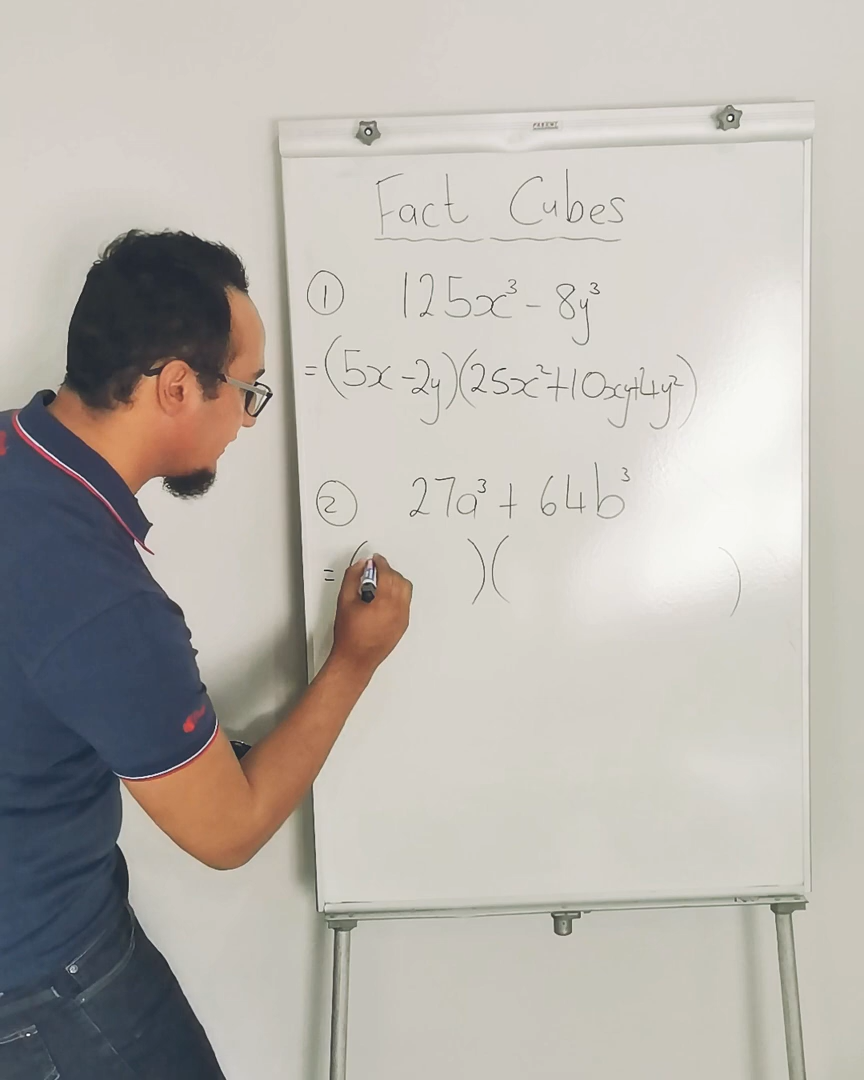 Fact Cubes
① 125x³ - 8y³
= (5x - 2y)(25x² + 10xy + 4y²)
② 27a³ + 64b³
= ( )( )